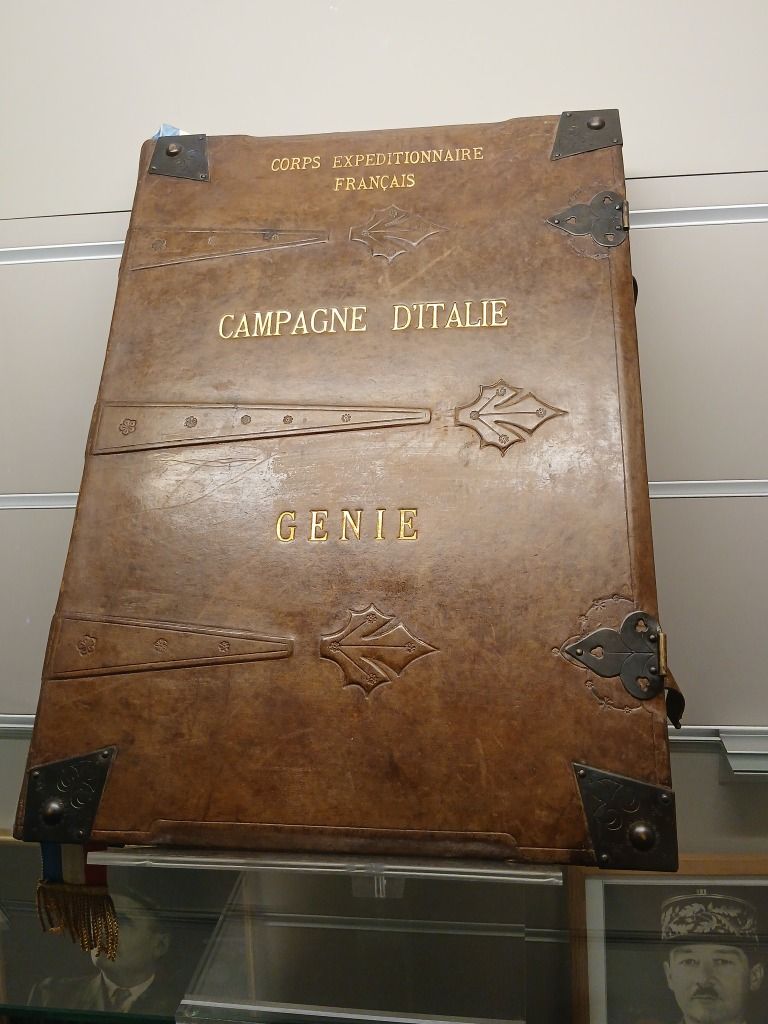 CORPS EXPEDITIONNAIRE
FRANÇAIS
CAMPAGNE D'ITALIE
GENIE